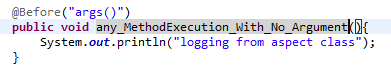 @Before("args()")
public void any_MethodExecution_With_No_Argument(){
System.out.println("logging from aspect class");
}